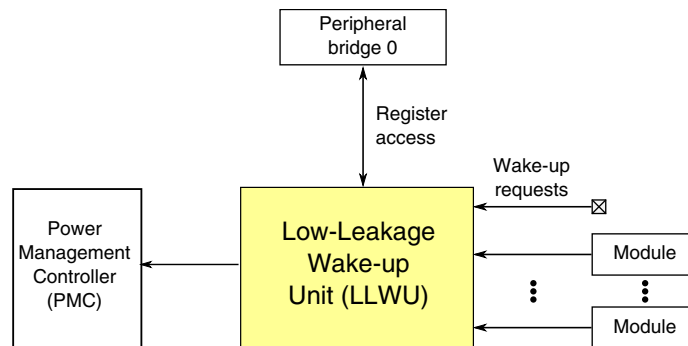 Peripheral
bridge 0
Register
access
Wake-up
requests
Power
Management
Controller
(PMC)
Low-Leakage
Wake-up
Unit (LLWU)
Module
Module